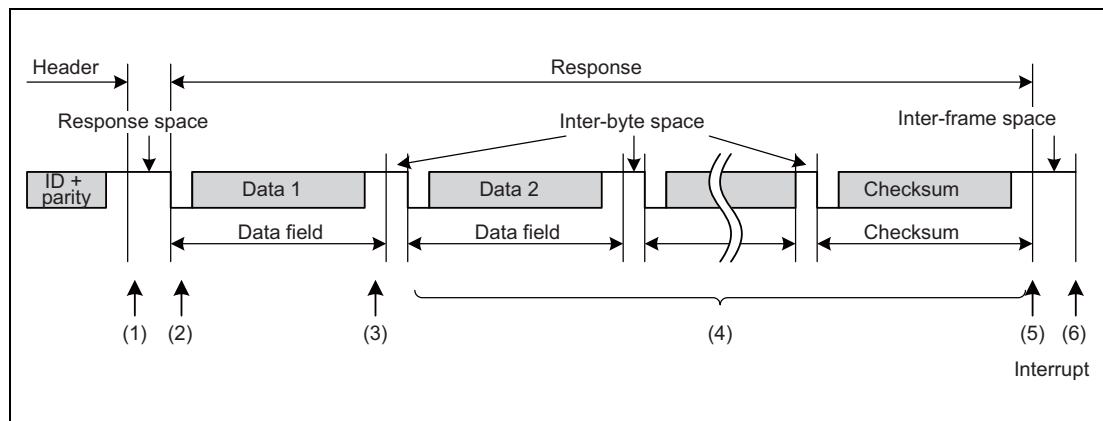 Header
Response
Response space
Inter-byte space
Inter-frame space
ID +
parity
Data 1
Data 2
Checksum
Data field
Data field
Checksum
(1)
(2)
(3)
(4)
(5)
(6)
Interrupt